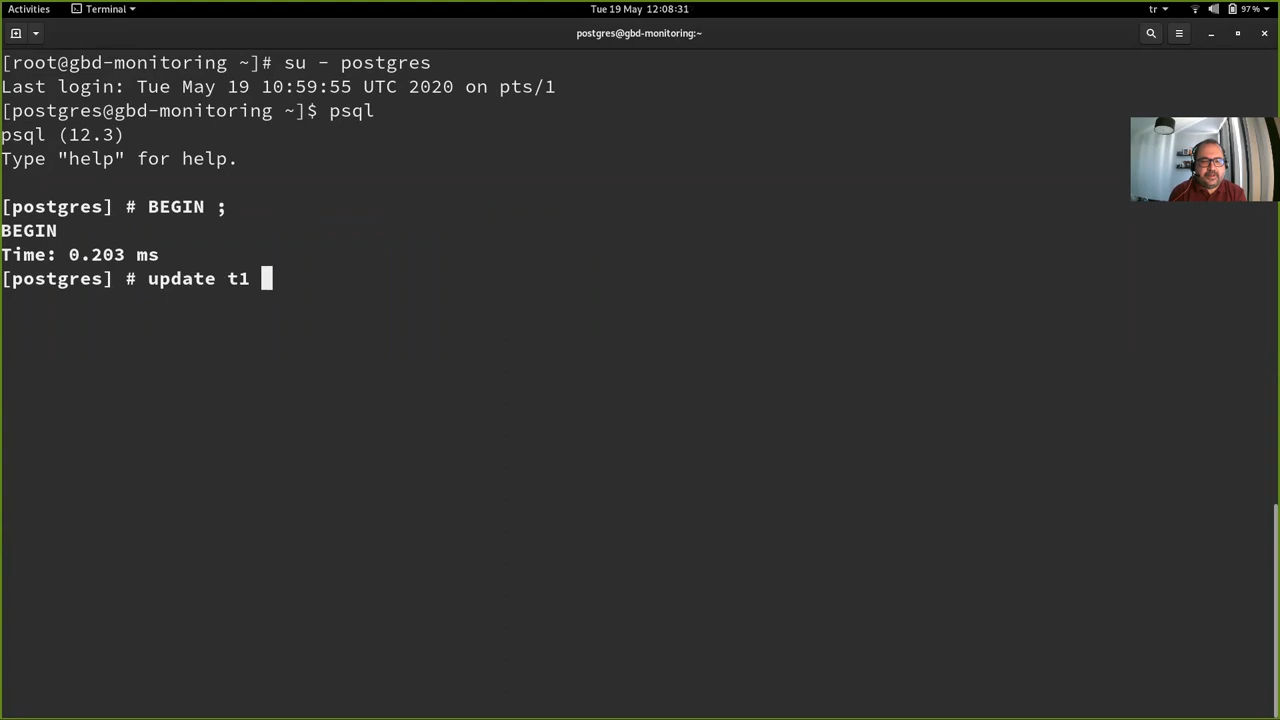 Activities
Terminal
Tue 19 May 12:08:31
tr
97%
postgres@gbd-monitoring:~
[root@gbd-monitoring ~]# su - postgres
Last login: Tue May 19 10:59:55 UTC 2020 on pts/1
[postgres@gbd-monitoring ~]$ psql
psql (12.3)
Type "help" for help.
[postgres] # BEGIN ;
BEGIN
Time: 0.203 ms
[postgres] # update t1